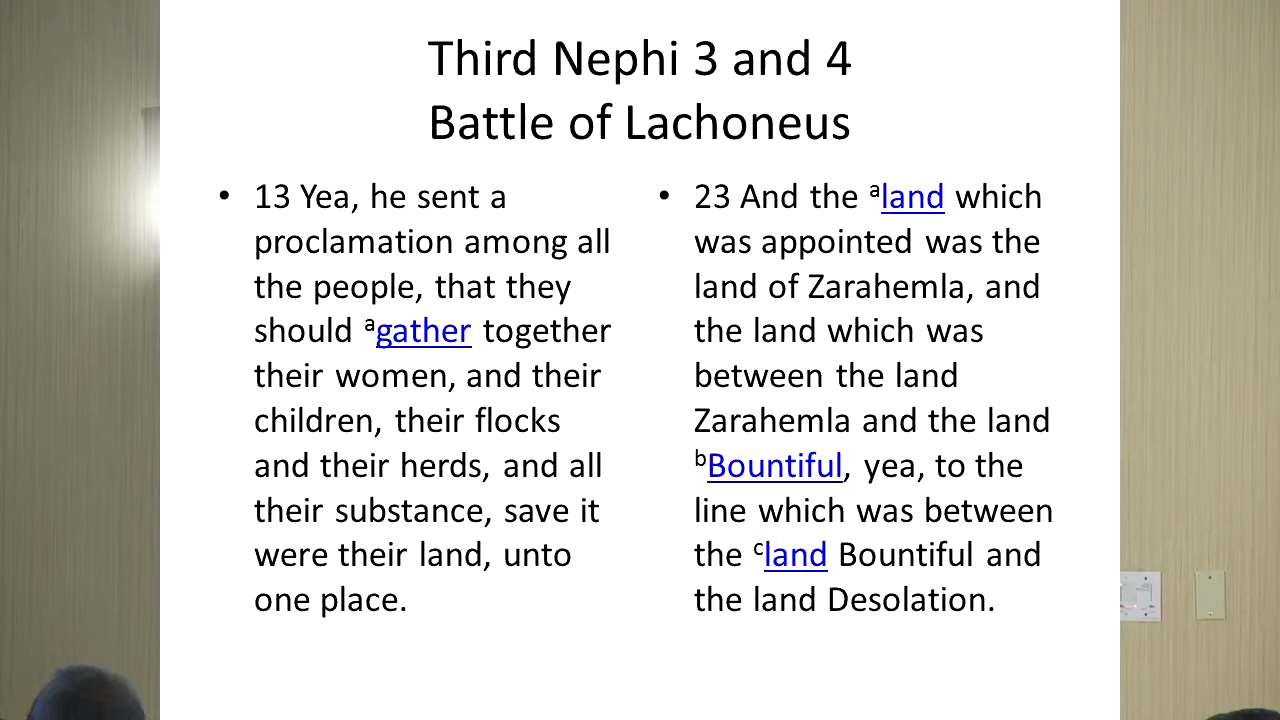 Third Nephi 3 and 4
Battle of Lachoneus
• 13 Yea, he sent a
proclamation among all
the people, that they
should ᵃgather together
their women, and their
children, their flocks
and their herds, and all
their substance, save it
were their land, unto
one place.
• 23 And the ᵃland which
was appointed was the
land of Zarahemla, and
the land which was
between the land
Zarahemla and the land
ᵇBountiful, yea, to the
line which was between
the ᶜland Bountiful and
the land Desolation.